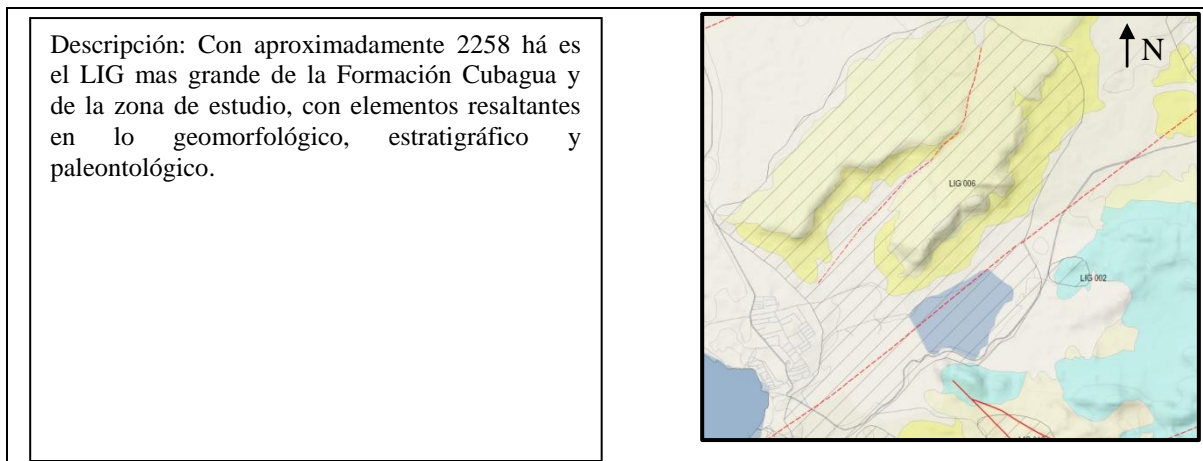 Descripción: Con aproximadamente 2258 há es
el LIG mas grande de la Formación Cubagua y
de la zona de estudio, con elementos resaltantes
en lo geomorfológico, estratigráfico y
paleontológico.
N
LIG 006
LIG 002